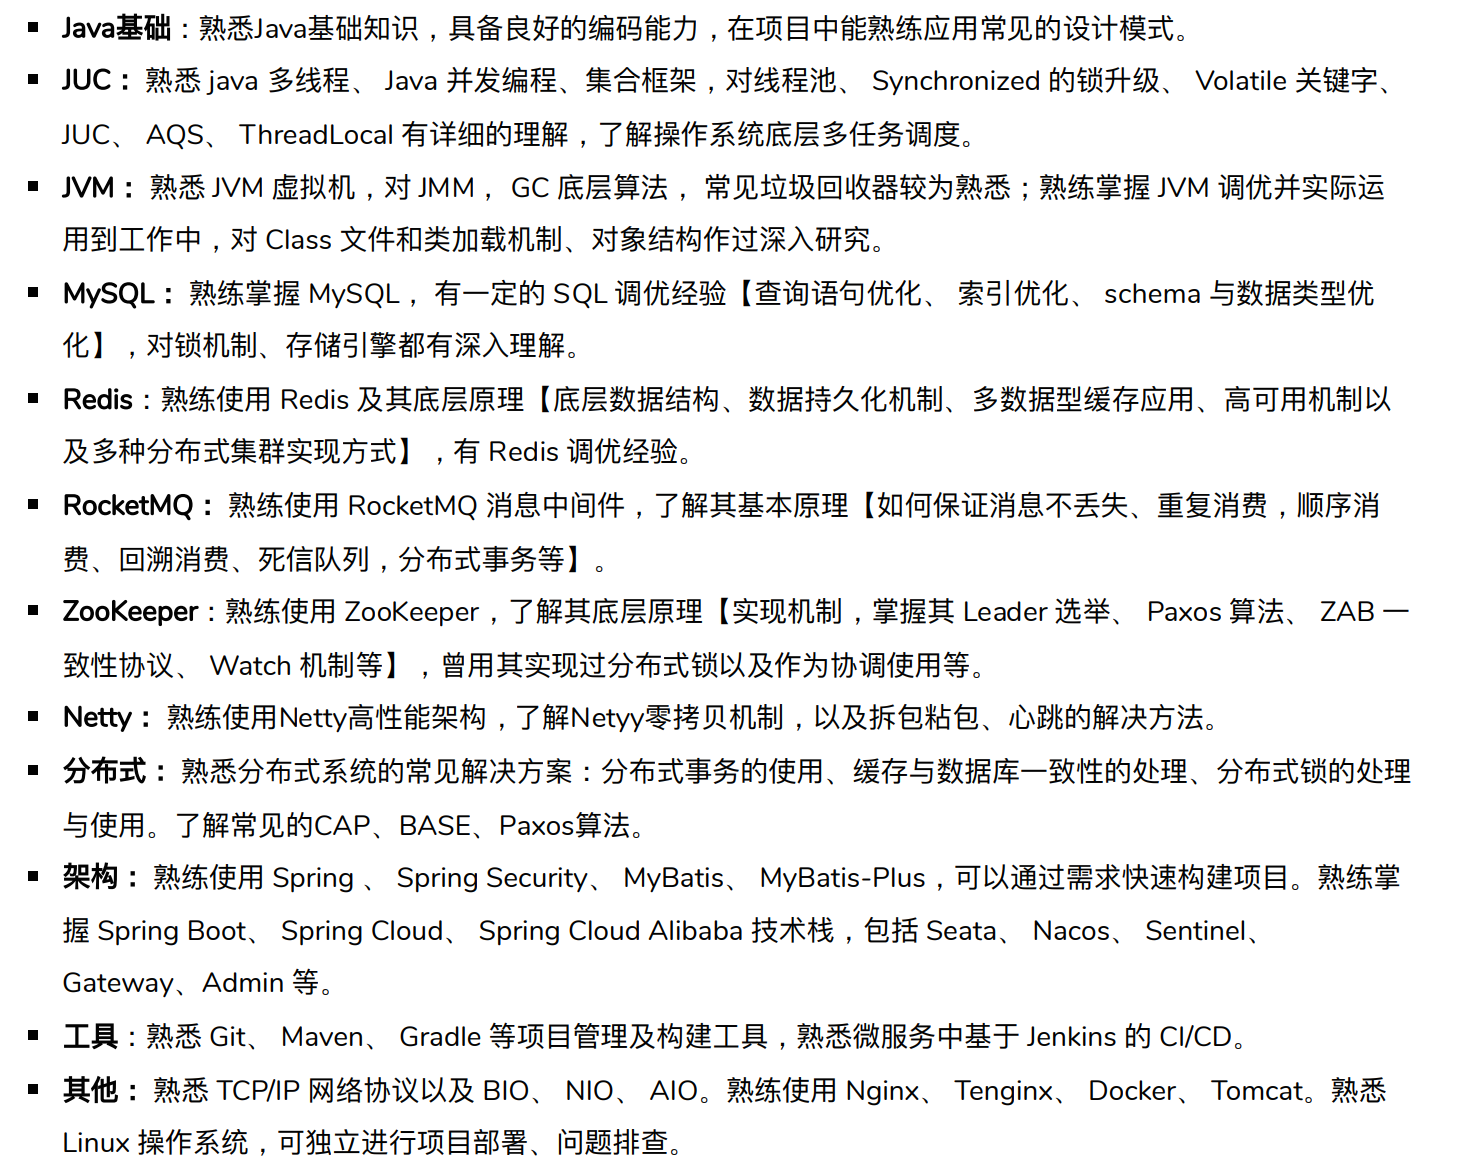 ▪ Java基础：熟悉Java基础知识，具备良好的编码能力，在项目中能熟练应用常见的设计模式。
▪ JUC： 熟悉 java 多线程、 Java 并发编程、集合框架，对线程池、 Synchronized 的锁升级、 Volatile 关键字、
JUC、 AQS、 ThreadLocal 有详细的理解，了解操作系统底层多任务调度。
▪ JVM： 熟悉 JVM 虚拟机，对 JMM， GC 底层算法， 常见垃圾回收器较为熟悉；熟练掌握 JVM 调优并实际运
用到工作中，对 Class 文件和类加载机制、对象结构作过深入研究。
▪ MySQL： 熟练掌握 MySQL， 有一定的 SQL 调优经验【查询语句优化、 索引优化、 schema 与数据类型优
化】，对锁机制、存储引擎都有深入理解。
▪ Redis：熟练使用 Redis 及其底层原理【底层数据结构、数据持久化机制、多数据型缓存应用、高可用机制以
及多种分布式集群实现方式】，有 Redis 调优经验。
▪ RocketMQ： 熟练使用 RocketMQ 消息中间件，了解其基本原理【如何保证消息不丢失、重复消费，顺序消
费、回溯消费、死信队列，分布式事务等】。
▪ ZooKeeper：熟练使用 ZooKeeper，了解其底层原理【实现机制，掌握其 Leader 选举、 Paxos 算法、 ZAB 一
致性协议、 Watch 机制等】，曾用其实现过分布式锁以及作为协调使用等。
▪ Netty： 熟练使用Netty高性能架构，了解Netyy零拷贝机制，以及拆包粘包、心跳的解决方法。
▪ 分布式： 熟悉分布式系统的常见解决方案：分布式事务的使用、缓存与数据库一致性的处理、分布式锁的处理
与使用。了解常见的CAP、BASE、Paxos算法。
▪ 架构： 熟练使用 Spring 、 Spring Security、 MyBatis、 MyBatis-Plus，可以通过需求快速构建项目。熟练掌
握 Spring Boot、 Spring Cloud、 Spring Cloud Alibaba 技术栈，包括 Seata、 Nacos、 Sentinel、
Gateway、Admin 等。
▪ 工具：熟悉 Git、 Maven、 Gradle 等项目管理及构建工具，熟悉微服务中基于 Jenkins 的 CI/CD。
▪ 其他： 熟悉 TCP/IP 网络协议以及 BIO、 NIO、 AIO。熟练使用 Nginx、 Tenginx、 Docker、 Tomcat。熟悉
Linux 操作系统，可独立进行项目部署、问题排查。